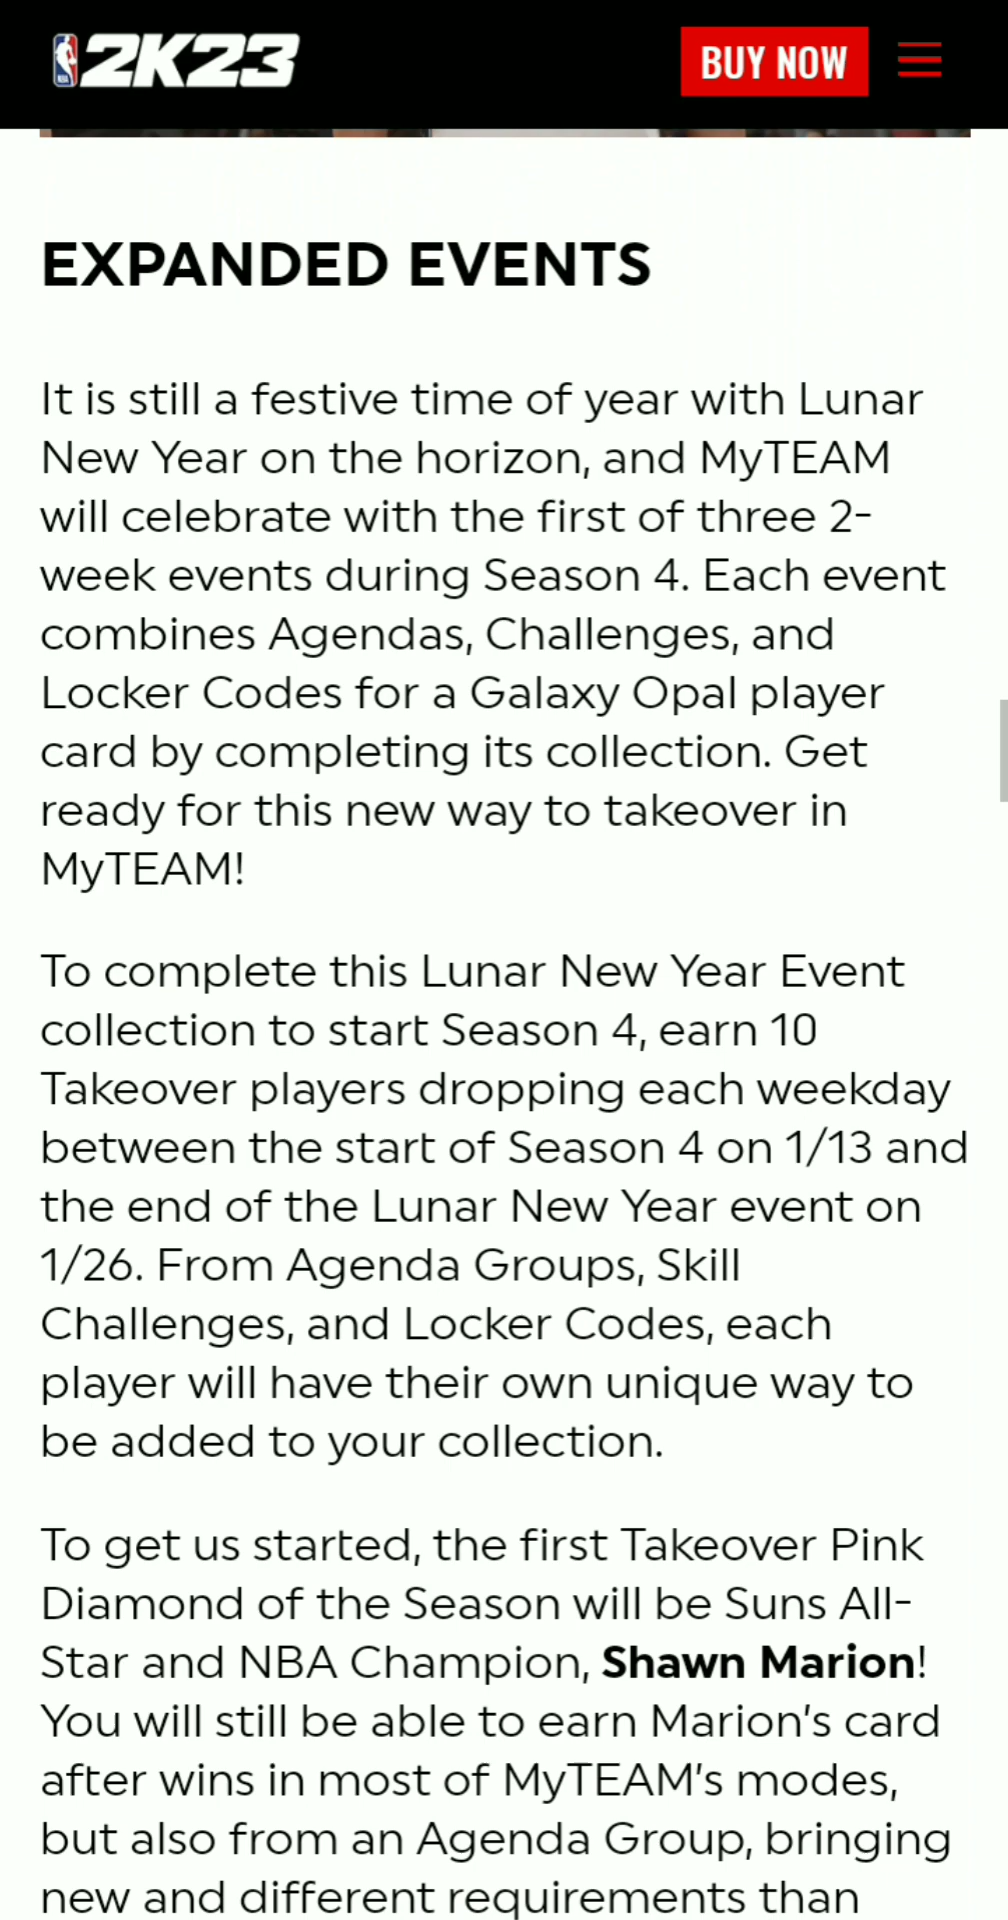 NBA 2K23
BUY NOW
EXPANDED EVENTS
It is still a festive time of year with Lunar
New Year on the horizon, and MyTEAM
will celebrate with the first of three 2-
week events during Season 4. Each event
combines Agendas, Challenges, and
Locker Codes for a Galaxy Opal player
card by completing its collection. Get
ready for this new way to takeover in
MyTEAM!
To complete this Lunar New Year Event
collection to start Season 4, earn 10
Takeover players dropping each weekday
between the start of Season 4 on 1/13 and
the end of the Lunar New Year event on
1/26. From Agenda Groups, Skill
Challenges, and Locker Codes, each
player will have their own unique way to
be added to your collection.
To get us started, the first Takeover Pink
Diamond of the Season will be Suns All-
Star and NBA Champion, Shawn Marion!
You will still be able to earn Marion's card
after wins in most of MyTEAM's modes,
but also from an Agenda Group, bringing
new and different requirements than